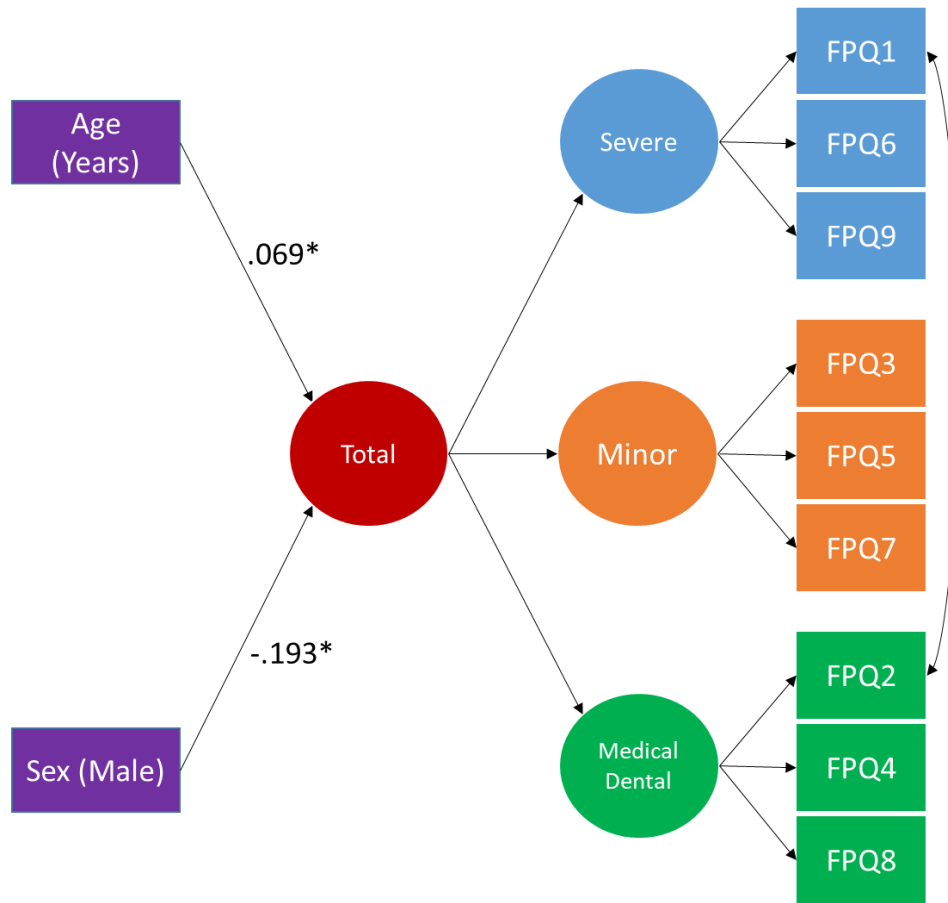 Age
(Years)
.069*
-.193*
Sex (Male)
Total
Severe
Minor
Medical
Dental
FPQ1
FPQ6
FPQ9
FPQ3
FPQ5
FPQ7
FPQ2
FPQ4
FPQ8